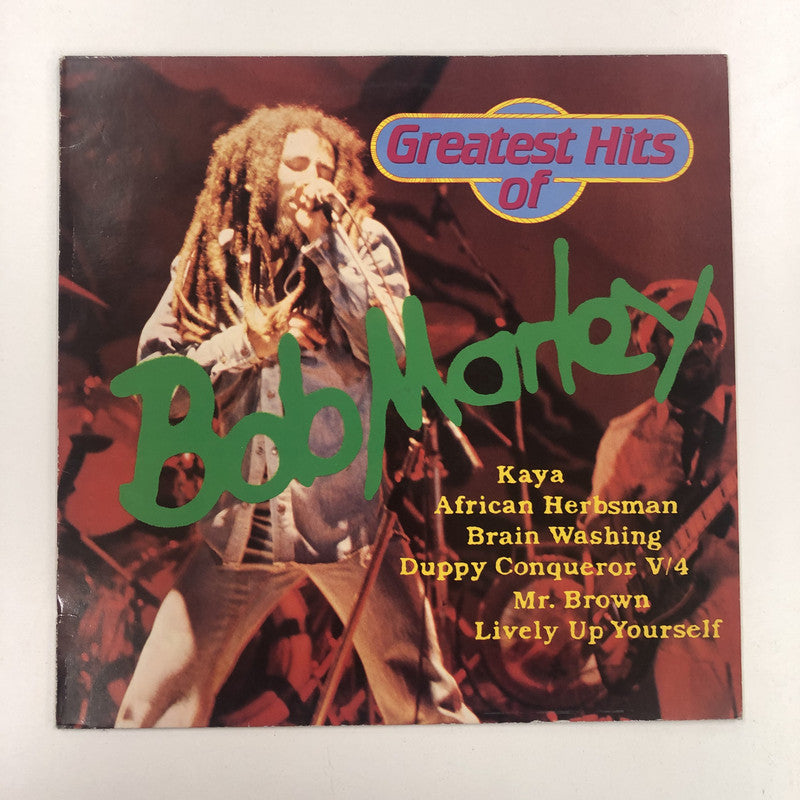 Greatest Hits
of
Bob Marley
Kaya
African Herbsman
Brain Washing
Duppy Conqueror V/4
Mr. Brown
Lively Up Yourself